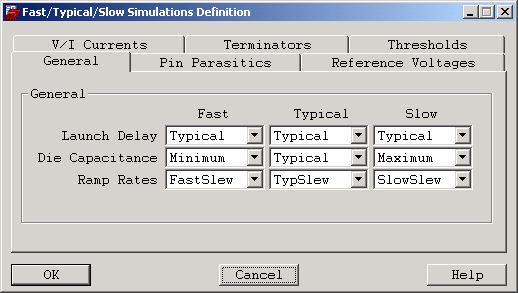 Fast/Typical/Slow Simulations Definition
V/I Currents Terminators Thresholds
General Pin Parasitics Reference Voltages
General
Fast Typical Slow
Launch Delay Typical Typical Typical
Die Capacitance Minimum Typical Maximum
Ramp Rates FastSlew TypSlew SlowSlew
OK Cancel Help